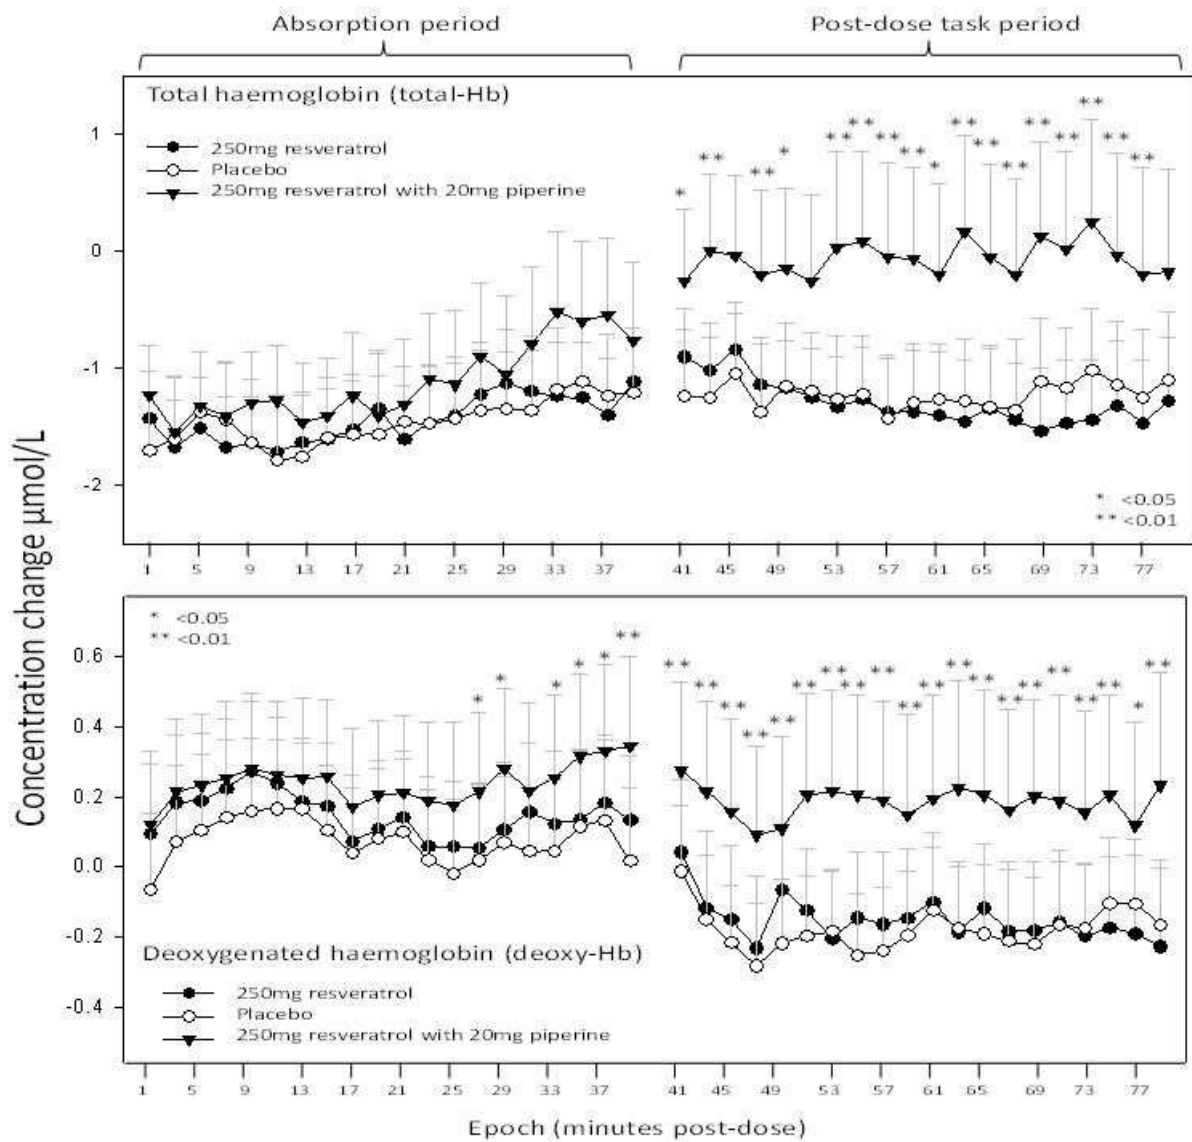 Absorption period
Post-dose task period
Total haemoglobin (total-Hb)
250mg resveratrol
Placebo
250mg resveratrol with 20mg piperine
1
0
-1
-2
* ** ** * ** ** ** ** * ** ** ** ** ** ** ** **
* <0.05
** <0.01
1 5 9 11 17 21 25 29 33 37 41 45 49 53 57 61 65 69 73 77
Concentration change µmol/L
* <0.05
** <0.01
* * * * * ** ** ** ** ** ** ** ** ** ** ** ** ** ** ** ** ** ** ** * **
0.6
0.4
0.2
0.0
-0.2
-0.4
Deoxygenated haemoglobin (deoxy-Hb)
250mg resveratrol
Placebo
250mg resveratrol with 20mg piperine
1 5 9 13 17 21 25 29 33 37 41 49 49 53 57 61 65 69 73 77
Epoch (minutes post-dose)